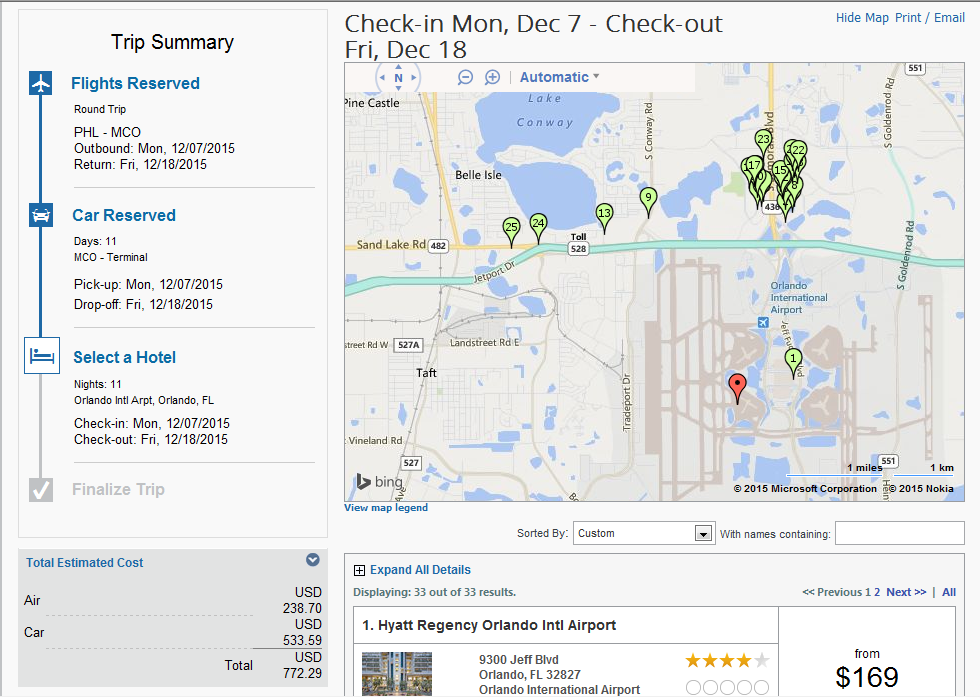 Trip Summary
Flights Reserved
Round Trip
PHL - MCO
Outbound: Mon, 12/07/2015
Return: Fri, 12/18/2015
Car Reserved
Days: 11
MCO - Terminal
Pick-up: Mon, 12/07/2015
Drop-off: Fri, 12/18/2015
Select a Hotel
Nights: 11
Orlando Intl Arpt, Orlando, FL
Check-in: Mon, 12/07/2015
Check-out: Fri, 12/18/2015
Finalize Trip
Total Estimated Cost
Air
USD
238.70
Car
USD
533.59
Total
USD
772.29
Check-in Mon, Dec 7 - Check-out
Fri, Dec 18
Hide Map Print / Email
N
Automatic
Pine Castle
Lake
Conway
S Conway Rd
551
S Goldenrod Rd
Belle Isle
23
22
17
15
8
436
9
13
24
25
Sand Lake Rd
482
Toll
528
Jetport Dr
S Goldenrod Rd
Orlando
International
Airport
street Rd W
527A
Landstreet Rd E
1
Taft
Tradeport Dr
Vineland Rd
527
551
1 miles
1 km
bing
© 2015 Microsoft Corporation
© 2015 Nokia
View map legend
Sorted By:
Custom
With names containing:
Expand All Details
Displaying: 33 out of 33 results.
<< Previous 1 2 Next >> | All
1. Hyatt Regency Orlando Intl Airport
9300 Jeff Blvd
Orlando, FL 32827
Orlando International Airport
from
$169